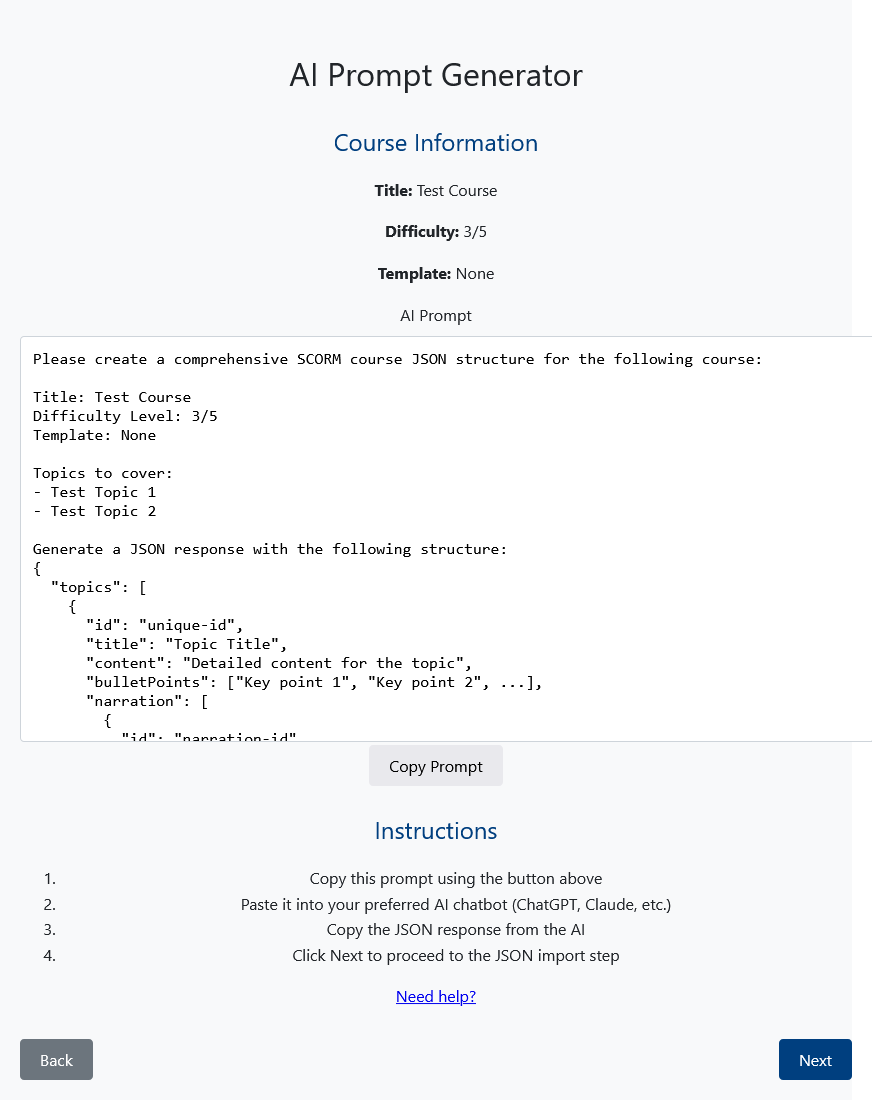 AI Prompt Generator
Course Information
Title: Test Course
Difficulty: 3/5
Template: None
AI Prompt
Please create a comprehensive SCORM course JSON structure for the following course:
Title: Test Course
Difficulty Level: 3/5
Template: None
Topics to cover:
- Test Topic 1
- Test Topic 2
Generate a JSON response with the following structure:
{
"topics": [
{
"id": "unique-id",
"title": "Topic Title",
"content": "Detailed content for the topic",
"bulletPoints": ["Key point 1", "Key point 2", ...],
"narration": [
{
"id": "narration-id"
Copy Prompt
Instructions
1. Copy this prompt using the button above
2. Paste it into your preferred AI chatbot (ChatGPT, Claude, etc.)
3. Copy the JSON response from the AI
4. Click Next to proceed to the JSON import step
Need help?
Back
Next